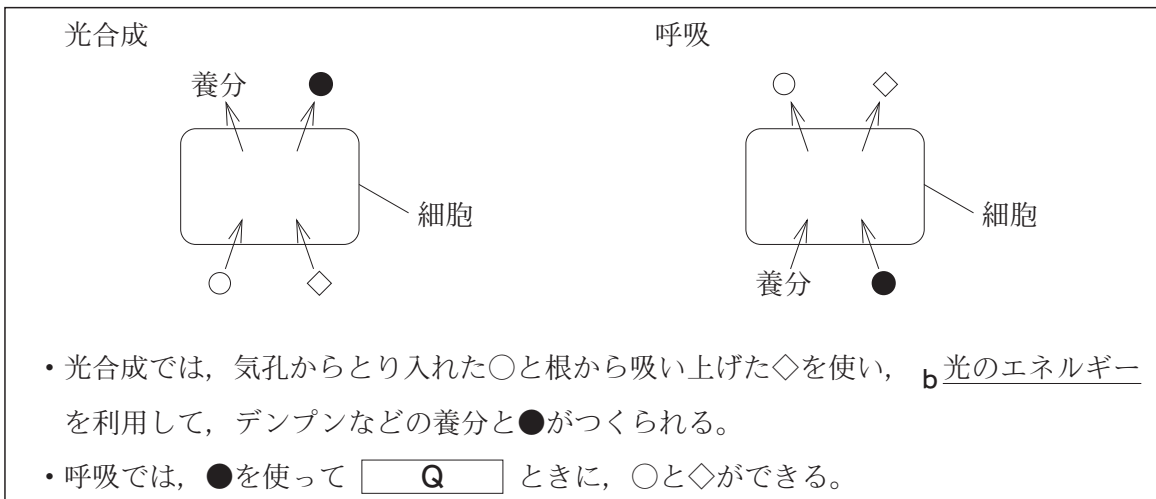 光合成
呼吸
養分 ●
○ ◇
細胞
細胞
○ ◇
養分 ●
・光合成では，気孔からとり入れた○と根から吸い上げた◇を使い，b光のエネルギー
を利用して，デンプンなどの養分と●がつくられる。
・呼吸では，●を使って Q ときに，○と◇ができる。